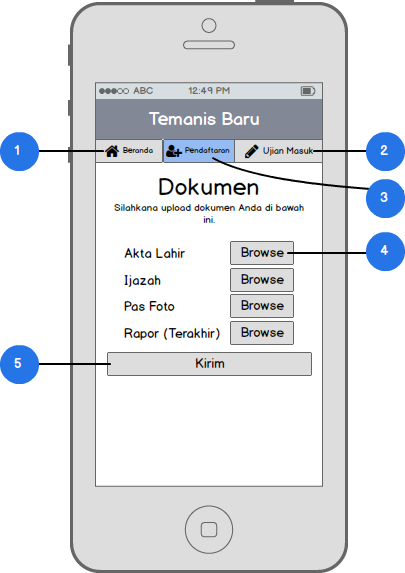 ABC 12:49 PM
Temanis Baru
1 Beranda Pendaftaran Ujian Masuk 2
3
Dokumen
Silahkana upload dokumen Anda di bawah
ini.
Akta Lahir Browse 4
Ijazah Browse
Pas Foto Browse
Rapor (Terakhir) Browse
5 Kirim